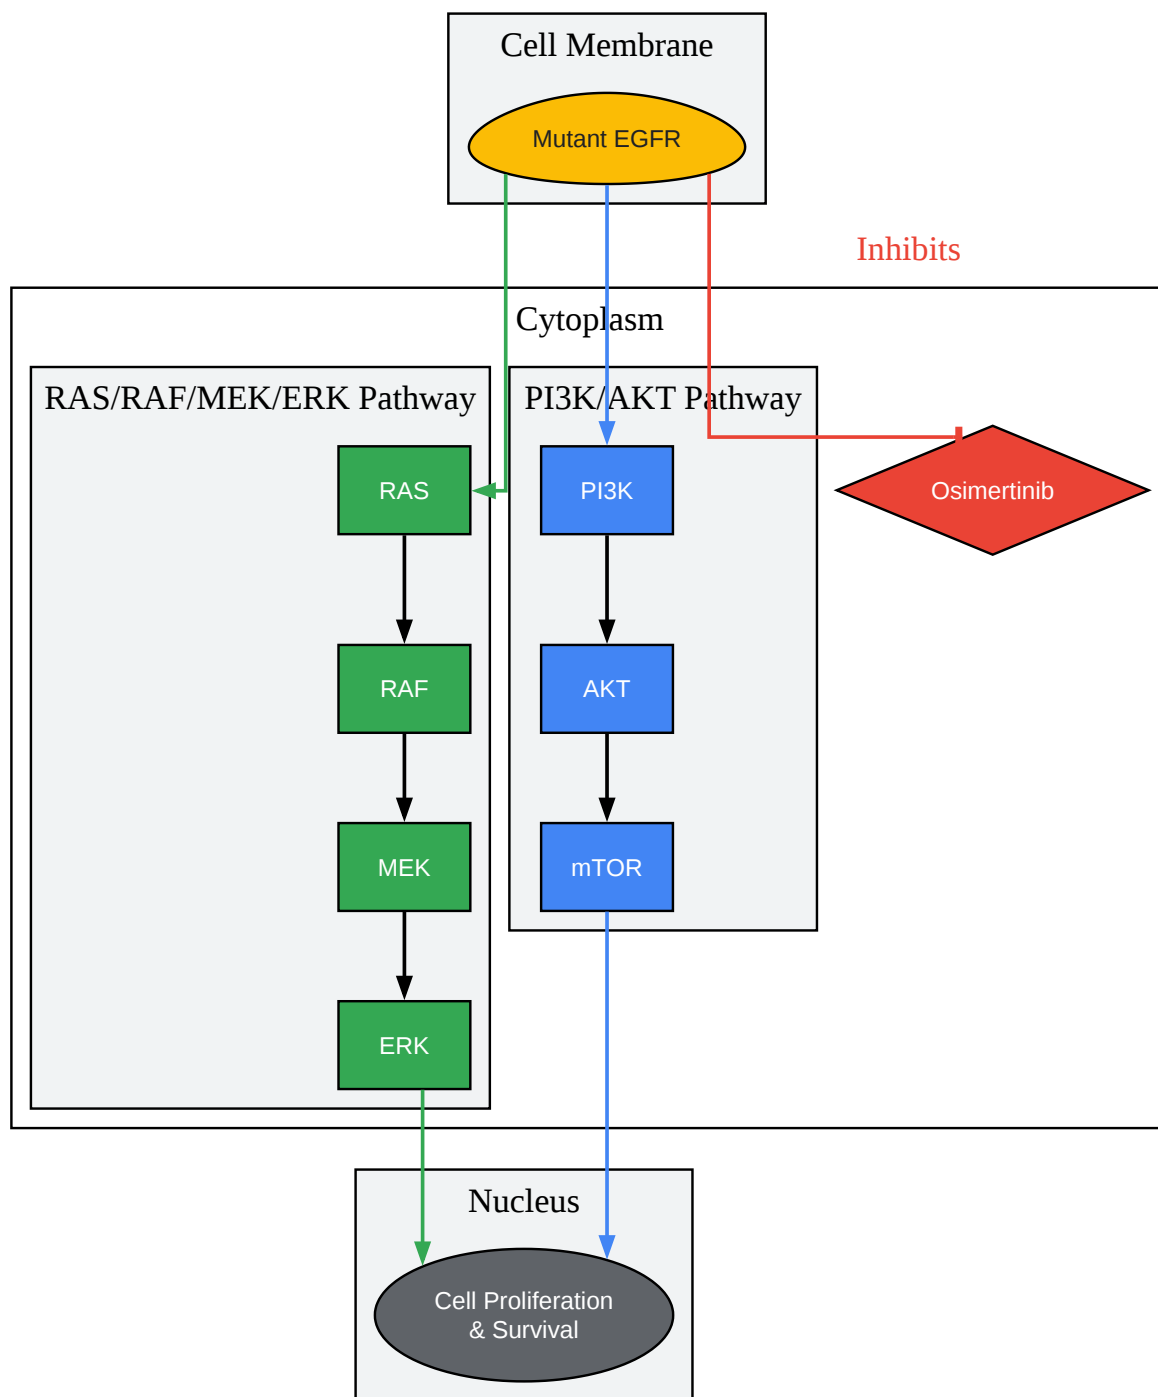 Cell Membrane
Mutant EGFR
Inhibits
Cytoplasm
RAS/RAF/MEK/ERK Pathway
PI3K/AKT Pathway
RAS
PI3K
Osimertinib
RAF
AKT
MEK
mTOR
ERK
Nucleus
Cell Proliferation
& Survival